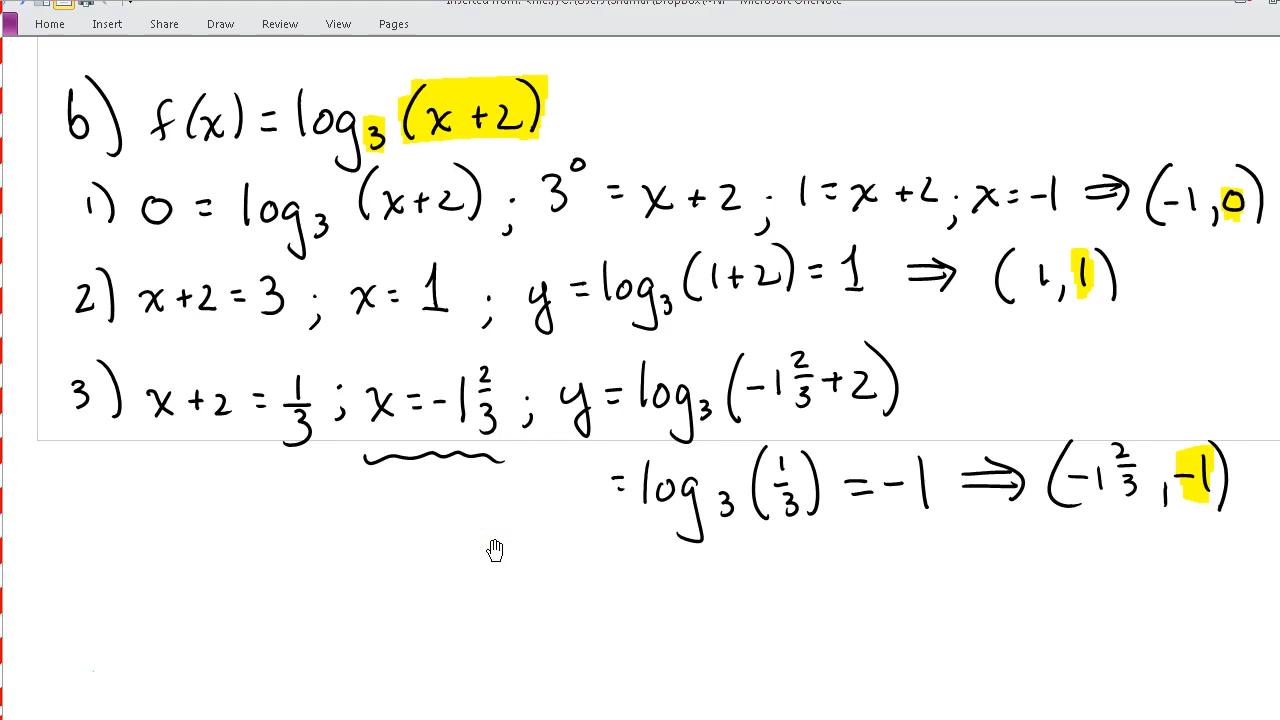 Home Insert Share Draw Review View Pages
b) f(x) = log₃ (x+2)
1) 0 = log₃ (x+2) ; 3⁰ = x + 2 ; 1 = x + 2 ; x = -1 ⇒ (-1, 0)
2) x+2 = 3 ; x = 1 ; y = log₃ (1+2) = 1 ⇒ (1, 1)
3) x + 2 = 1/3 ; x = -1 2/3 ; y = log₃ (-1 2/3 + 2)
= log₃ (1/3) = -1 ⇒ (-1 2/3, -1)